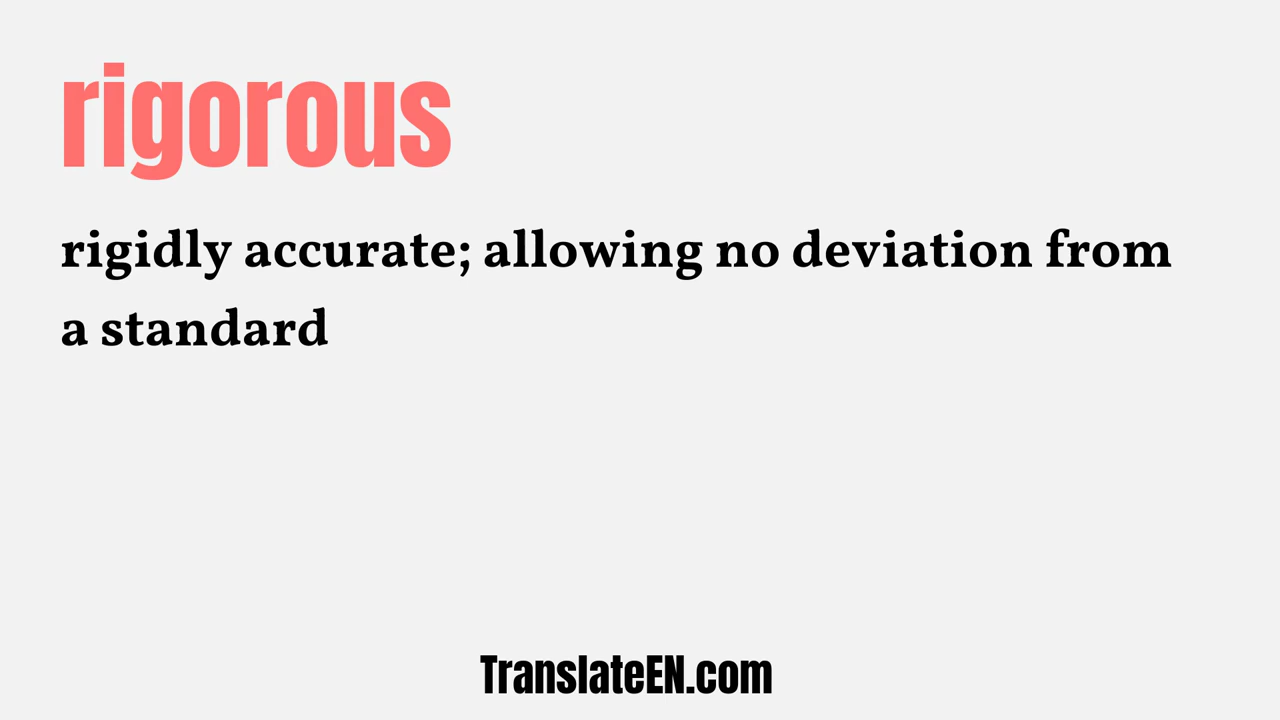 rigorous
rigidly accurate; allowing no deviation from
a standard
TranslateEN.com